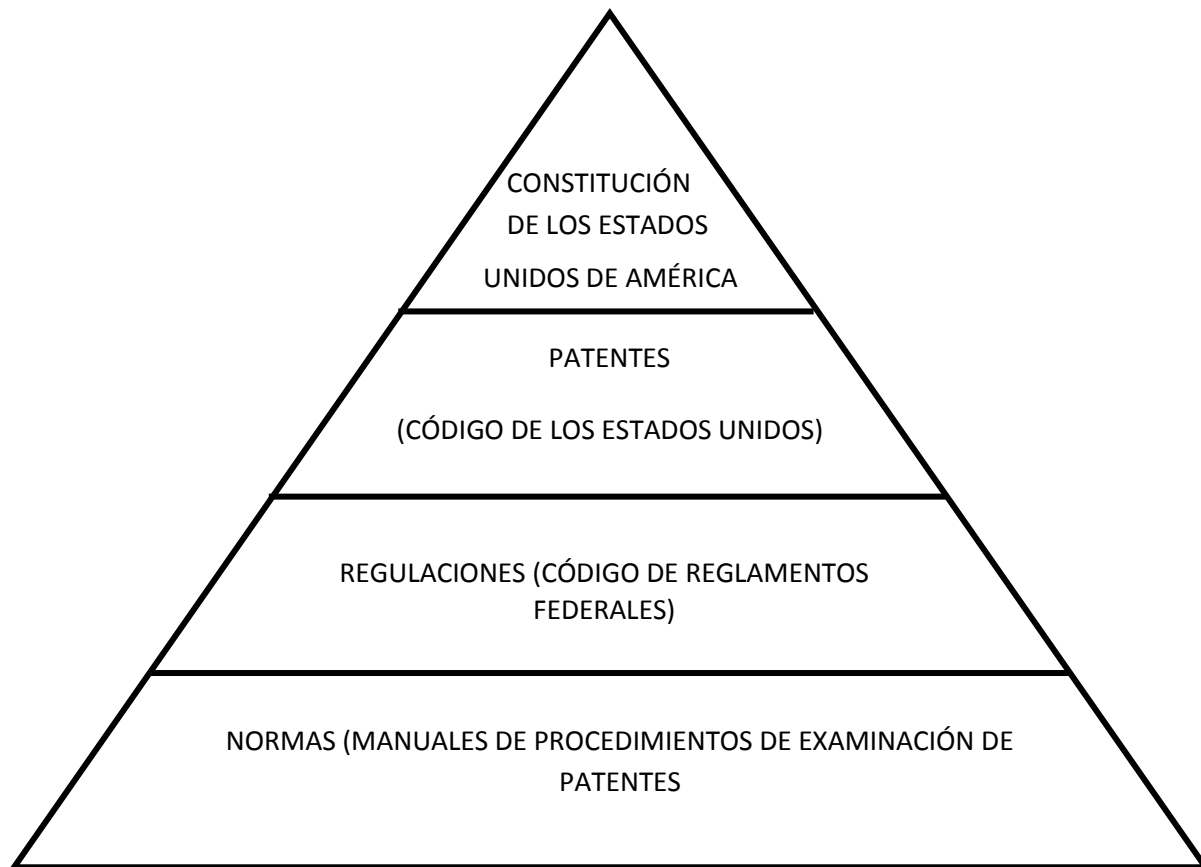 CONSTITUCIÓN
DE LOS ESTADOS
UNIDOS DE AMÉRICA
PATENTES
(CÓDIGO DE LOS ESTADOS UNIDOS)
REGULACIONES (CÓDIGO DE REGLAMENTOS
FEDERALES)
NORMAS (MANUALES DE PROCEDIMIENTOS DE EXAMINACIÓN DE
PATENTES